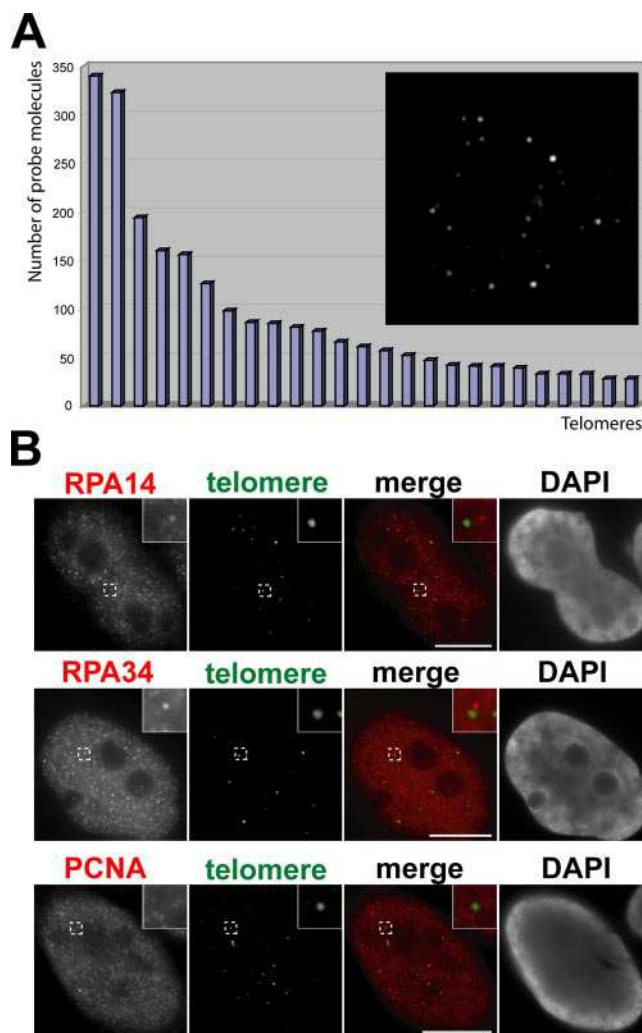 A
Number of probe molecules
350
300
250
200
150
100
50
0
Telomeres
B
RPA14 telomere merge DAPI
RPA34 telomere merge DAPI
PCNA telomere merge DAPI